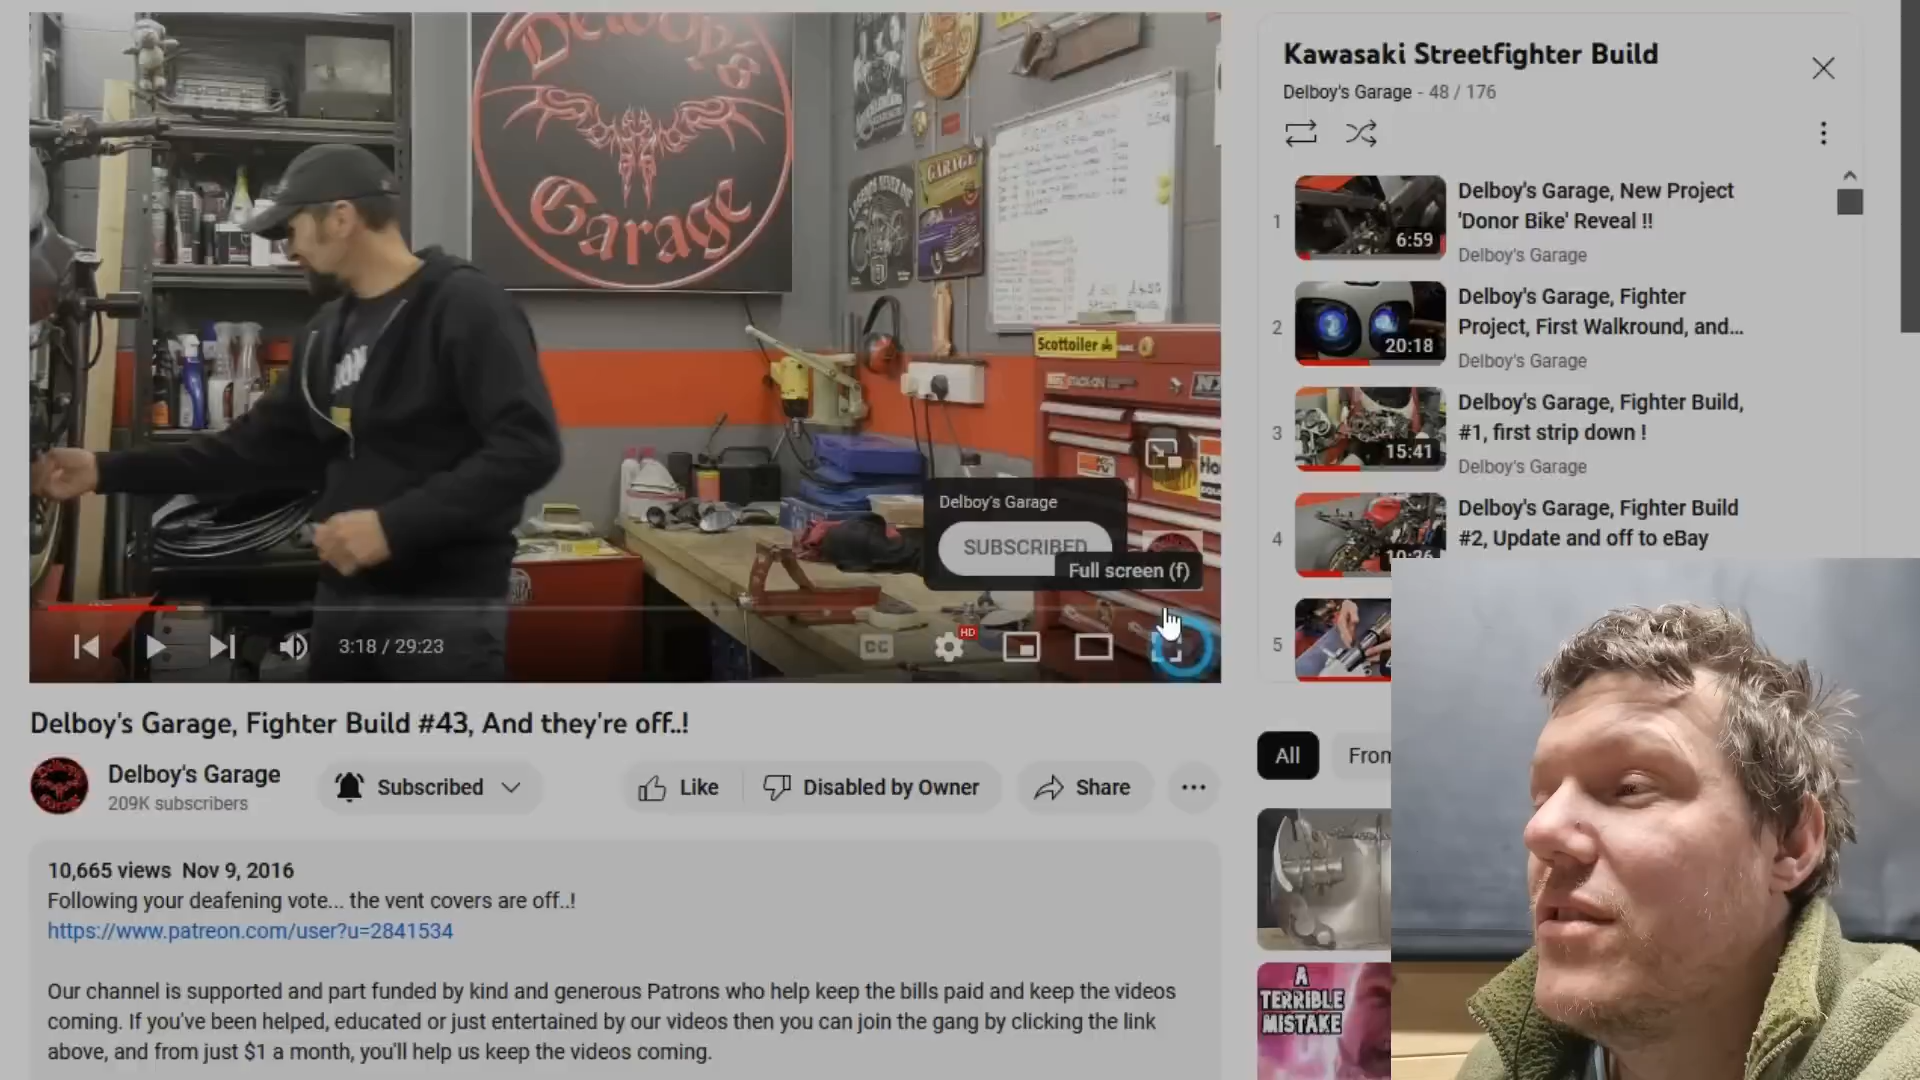 Delboy's
Garage
GARAGE
LEGENDS NEVER DIE
Scottoiler
Delboy's Garage
SUBSCRIBED
Full screen (f)
3:18 / 29:23
CC
HD
Delboy's Garage, Fighter Build #43, And they're off..!
Delboy's Garage
209K subscribers
Subscribed
Like
Disabled by Owner
Share
10,665 views Nov 9, 2016
Following your deafening vote... the vent covers are off..!
https://www.patreon.com/user?u=2841534
Our channel is supported and part funded by kind and generous Patrons who help keep the bills paid and keep the videos
coming. If you've been helped, educated or just entertained by our videos then you can join the gang by clicking the link
above, and from just $1 a month, you'll help us keep the videos coming.
Kawasaki Streetfighter Build
Delboy's Garage - 48 / 176
1
6:59
Delboy's Garage, New Project
'Donor Bike' Reveal !!
Delboy's Garage
2
20:18
Delboy's Garage, Fighter
Project, First Walkround, and...
Delboy's Garage
3
15:41
Delboy's Garage, Fighter Build,
#1, first strip down !
Delboy's Garage
4
10:26
Delboy's Garage, Fighter Build
#2, Update and off to eBay
5
All
From
A
TERRIBLE
MISTAKE